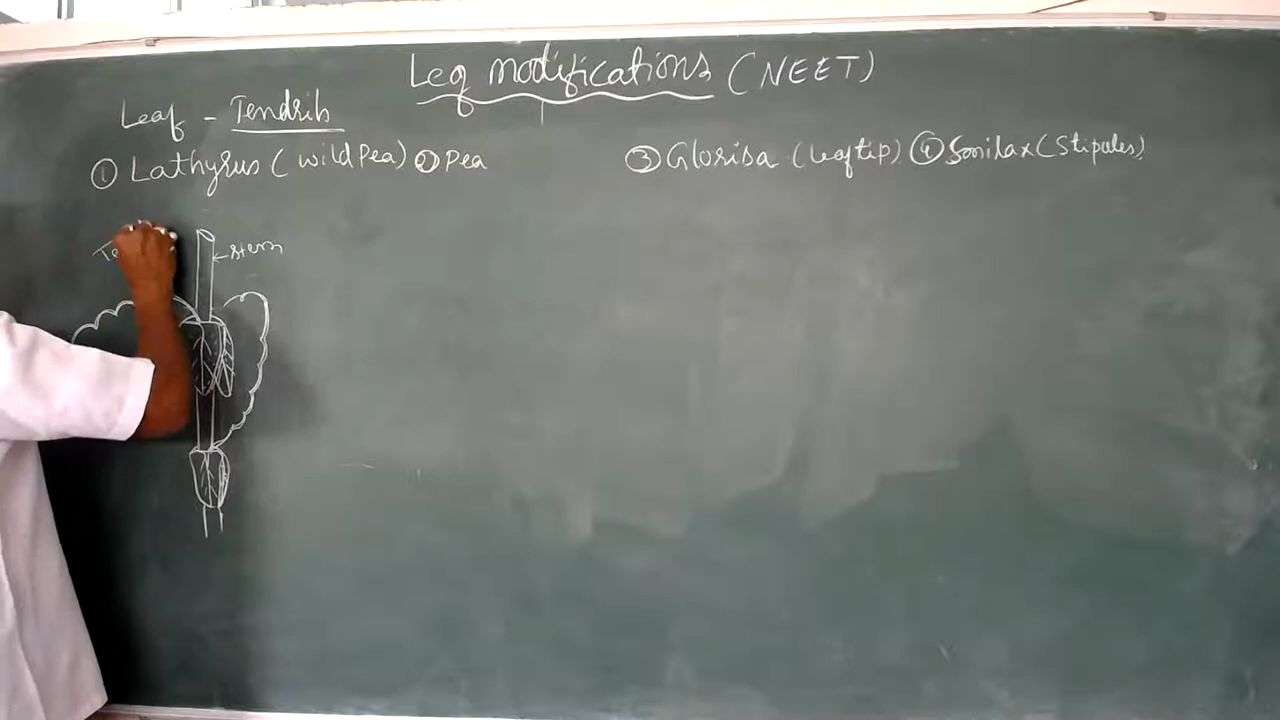 Leaf modifications (NEET)
Leaf - Tendrils
① Lathyrus (wild Pea) ② Pea
③ Gloriosa (leaf tip) ④ Smilax (Stipules)
Te
stem